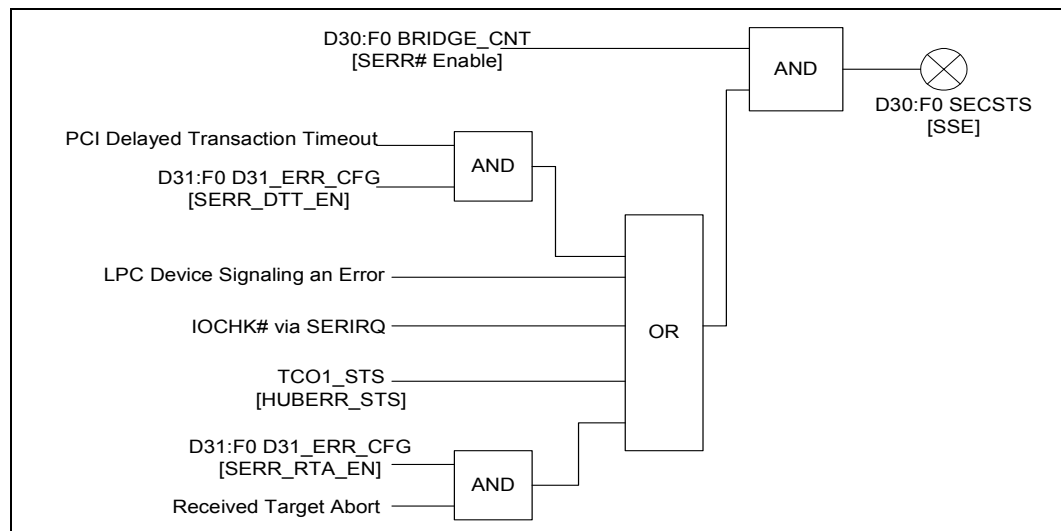 D30:F0 BRIDGE_CNT
[SERR# Enable]
AND
D30:F0 SECSTS
[SSE]
PCI Delayed Transaction Timeout
AND
D31:F0 D31_ERR_CFG
[SERR_DTT_EN]
LPC Device Signaling an Error
IOCHK# via SERIRQ
OR
TCO1_STS
[HUBERR_STS]
D31:F0 D31_ERR_CFG
[SERR_RTA_EN]
AND
Received Target Abort